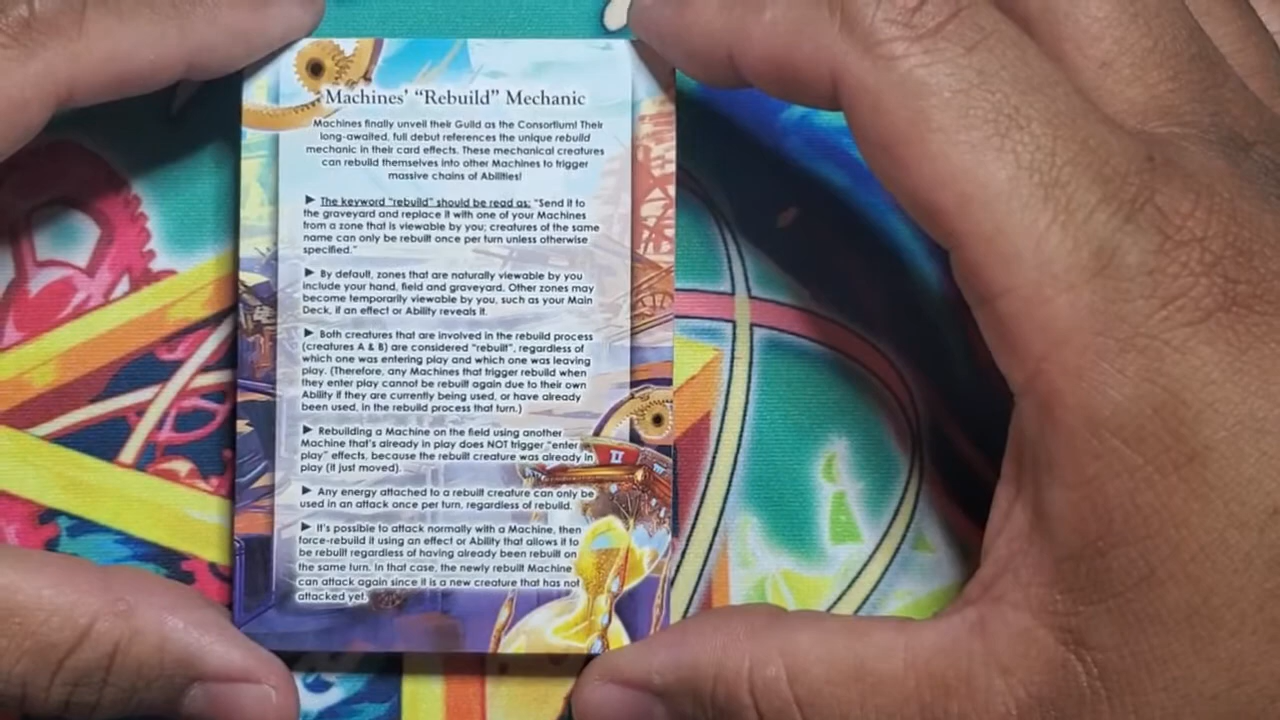 Machines' "Rebuild" Mechanic
Machines finally unveil their Guild as the Consortium! Their
long-awaited, full debut references the unique rebuild
mechanic in their card effects. These mechanical creatures
can rebuild themselves into other Machines to trigger
massive chains of Abilities!
► The keyword "rebuild" should be read as: "Send it to
the graveyard and replace it with one of your Machines
from a zone that is viewable by you; creatures of the same
name can only be rebuilt once per turn unless otherwise
specified."
► By default, zones that are naturally viewable by you
include your hand, field and graveyard. Other zones may
become temporarily viewable by you, such as your Main
Deck, if an effect or Ability reveals it.
► Both creatures that are involved in the rebuild process
(creatures A & B) are considered "rebuilt", regardless of
which one was entering play and which one was leaving
play. (Therefore, any Machines that trigger rebuild when
they enter play cannot be rebuilt again due to their own
Ability if they are currently being used, or have already
been used, in the rebuild process that turn.)
► Rebuilding a Machine on the field using another
Machine that's already in play does NOT trigger "enter
play" effects, because the rebuilt creature was already in
play (it just moved).
► Any energy attached to a rebuilt creature can only be
used in an attack once per turn, regardless of rebuild.
► It's possible to attack normally with a Machine, then
force-rebuild it using an effect or Ability that allows it to
be rebuilt regardless of having already been rebuilt on
the same turn. In that case, the newly rebuilt Machine
can attack again since it is a new creature that has not
attacked yet.